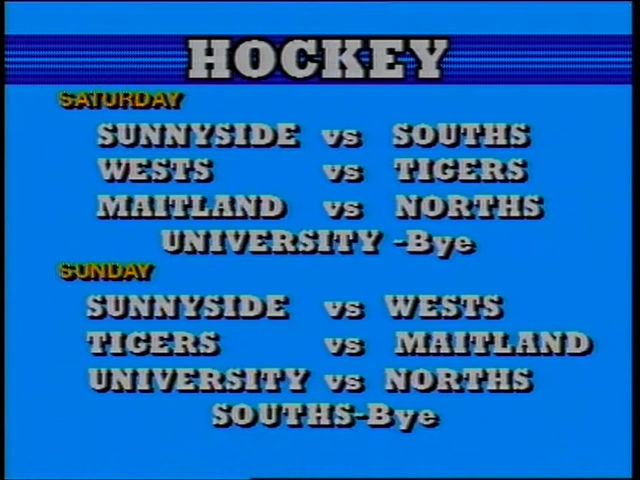 HOCKEY
SATURDAY
SUNNYSIDE vs SOUTHS
WESTS vs TIGERS
MAITLAND vs NORTHS
UNIVERSITY -Bye
SUNDAY
SUNNYSIDE vs WESTS
TIGERS vs MAITLAND
UNIVERSITY vs NORTHS
SOUTHS-Bye